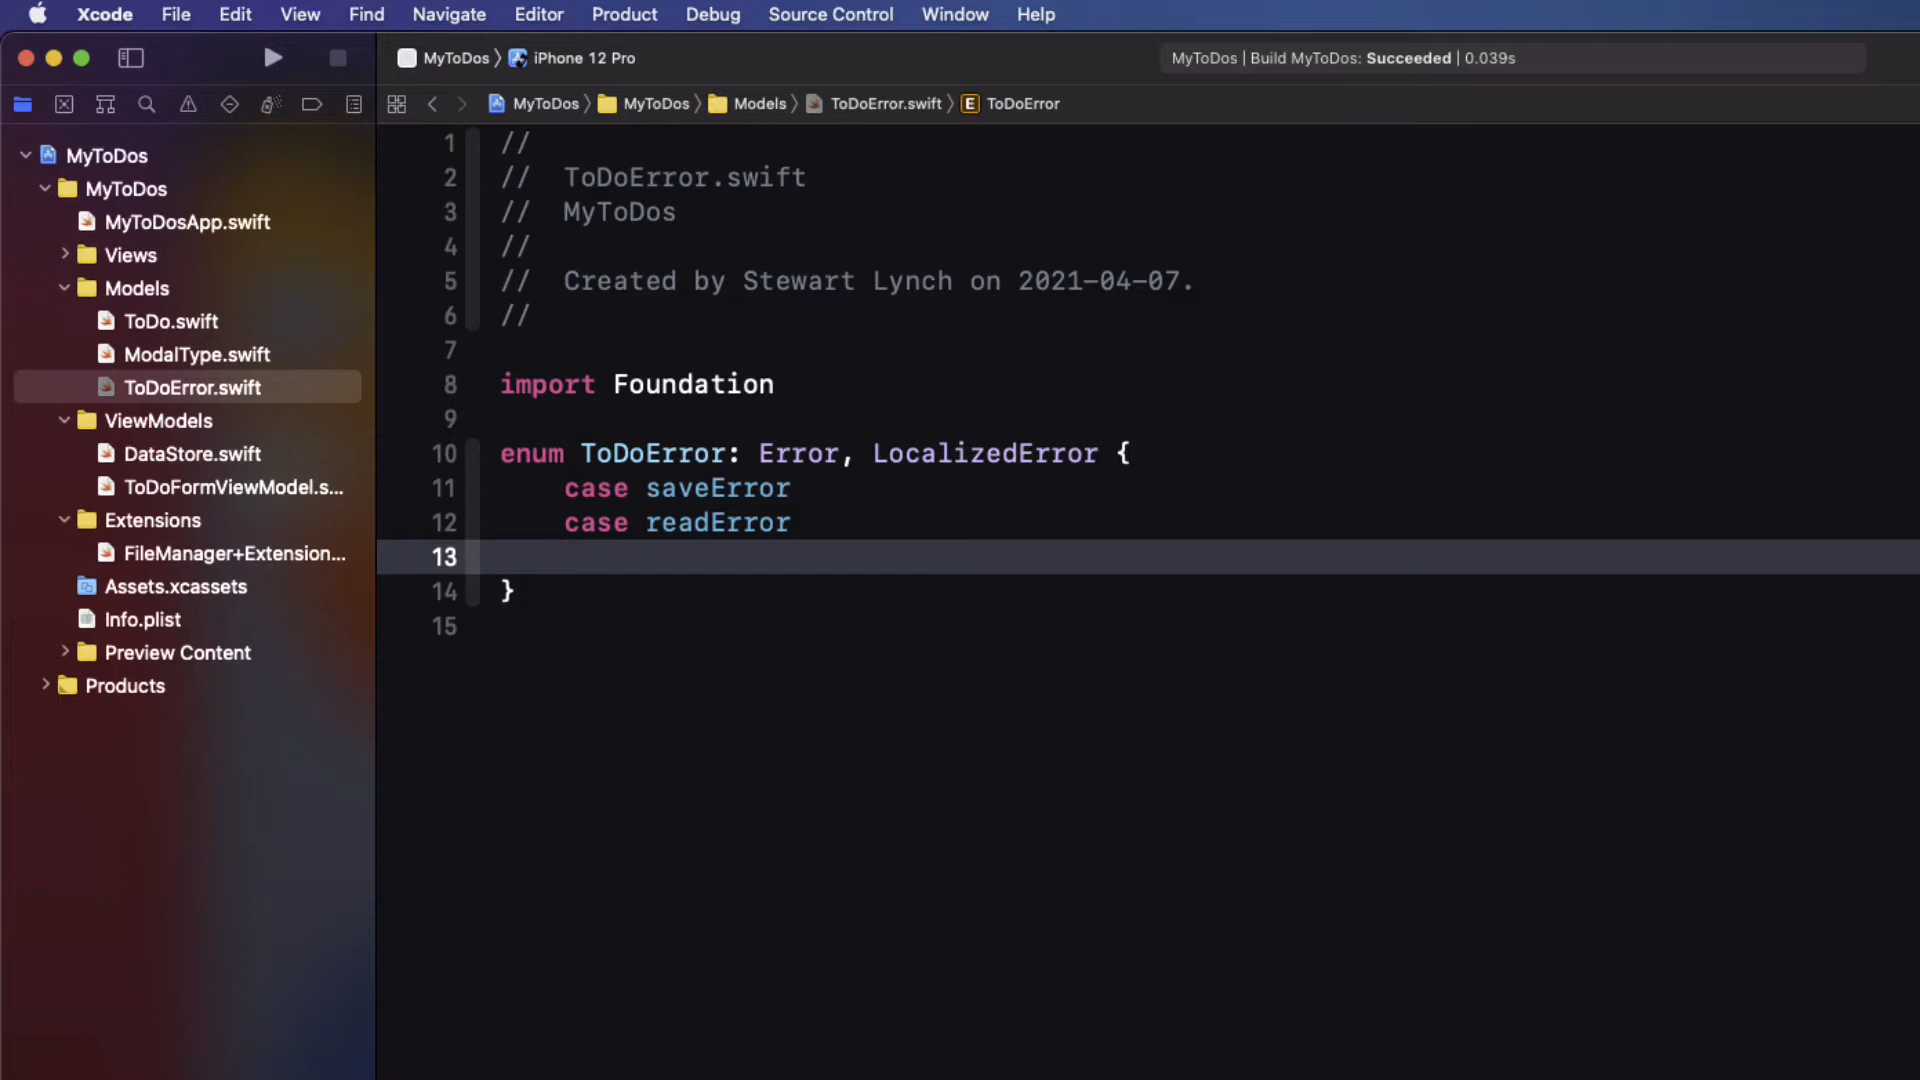 Xcode File Edit View Find Navigate Editor Product Debug Source Control Window Help
MyToDos iPhone 12 Pro
MyToDos | Build MyToDos: Succeeded | 0.039s
MyToDos MyToDos Models ToDoError.swift E ToDoError
MyToDos
MyToDos
MyToDosApp.swift
Views
Models
ToDo.swift
ModalType.swift
ToDoError.swift
ViewModels
DataStore.swift
ToDoFormViewModel.s...
Extensions
FileManager+Extension...
Assets.xcassets
Info.plist
Preview Content
Products
1 //
2 // ToDoError.swift
3 // MyToDos
4 //
5 // Created by Stewart Lynch on 2021-04-07.
6 //
7
8 import Foundation
9
10 enum ToDoError: Error, LocalizedError {
11 case saveError
12 case readError
13
14 }
15